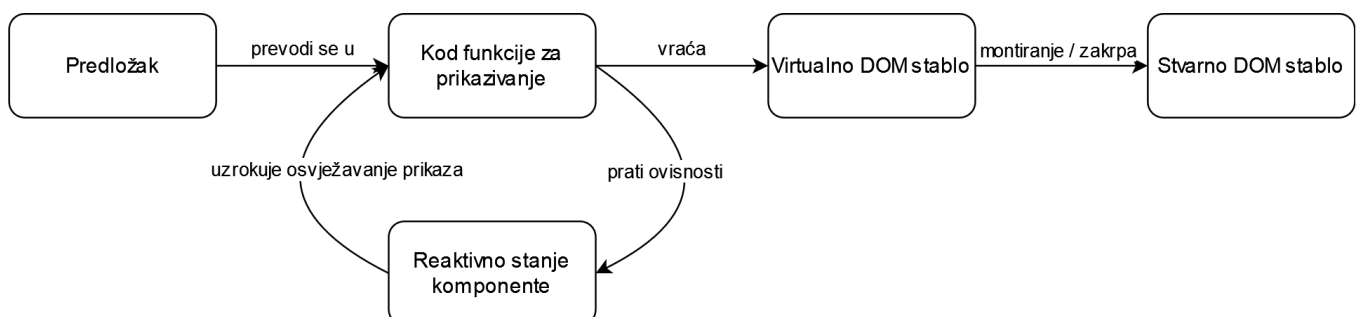 Predložak
prevodi se u
Kod funkcije za
prikazivanje
vraća
Virtualno DOM stablo
montiranje / zakrpa
Stvarno DOM stablo
uzrokuje osvježavanje prikaza
prati ovisnosti
Reaktivno stanje
komponente